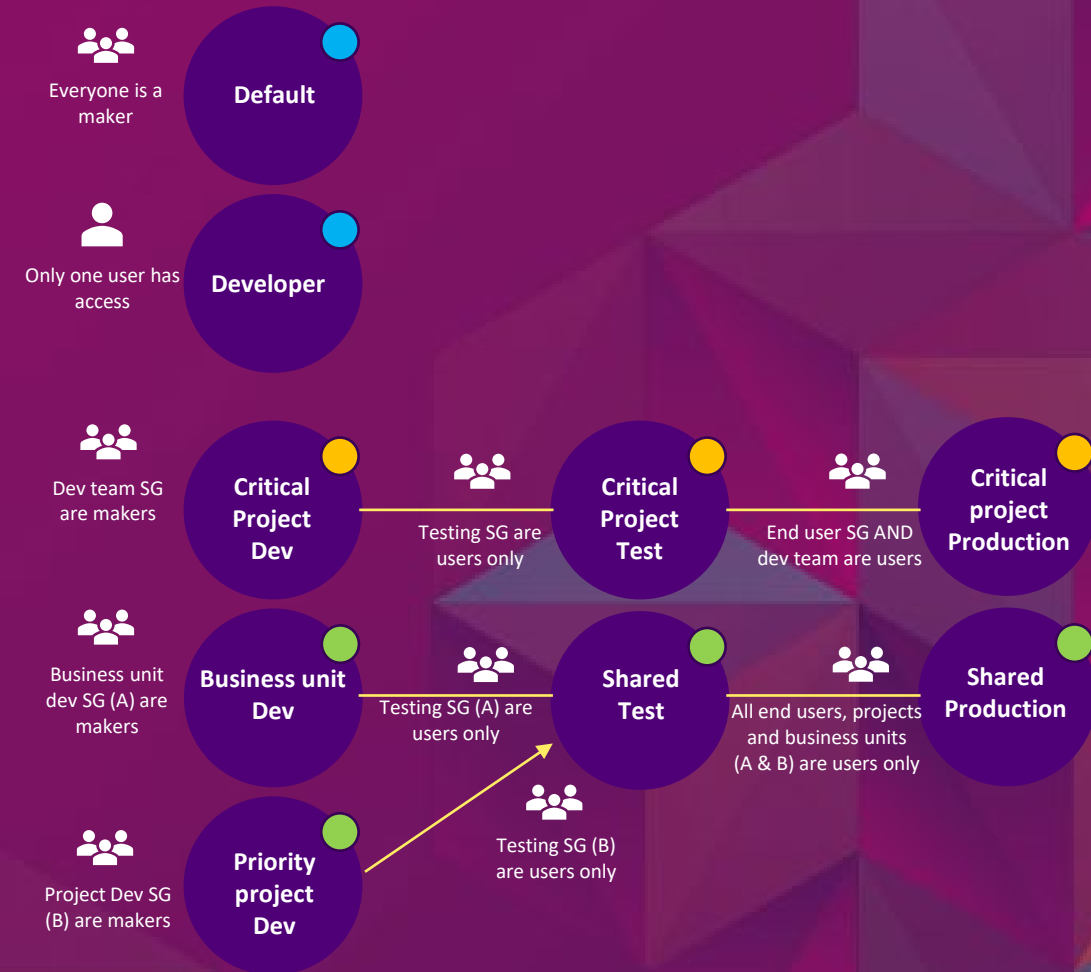 Everyone is a
maker
Default
Only one user has
access
Developer
Dev team SG
are makers
Critical
Project
Dev
Testing SG are
users only
Critical
Project
Test
End user SG AND
dev team are users
Critical
project
Production
Business unit
dev SG (A) are
makers
Business unit
Dev
Testing SG (A) are
users only
Shared
Test
All end users, projects
and business units
(A & B) are users only
Shared
Production
Project Dev SG
(B) are makers
Priority
project
Dev
Testing SG (B)
are users only